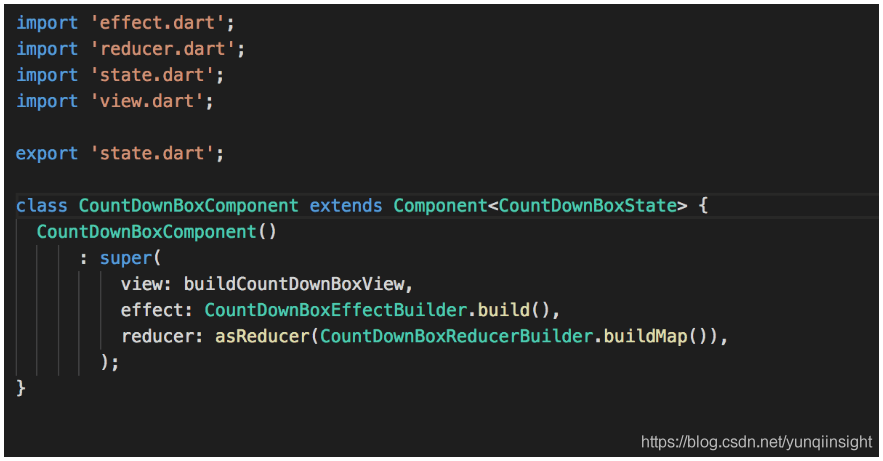 import 'effect.dart';
import 'reducer.dart';
import 'state.dart';
import 'view.dart';
export 'state.dart';
class CountDownBoxComponent extends Component<CountDownBoxState> {
CountDownBoxComponent()
: super(
view: buildCountDownBoxView,
effect: CountDownBoxEffectBuilder.build(),
reducer: asReducer(CountDownBoxReducerBuilder.buildMap()),
);
}
https://blog.csdn.net/yunqiinsight